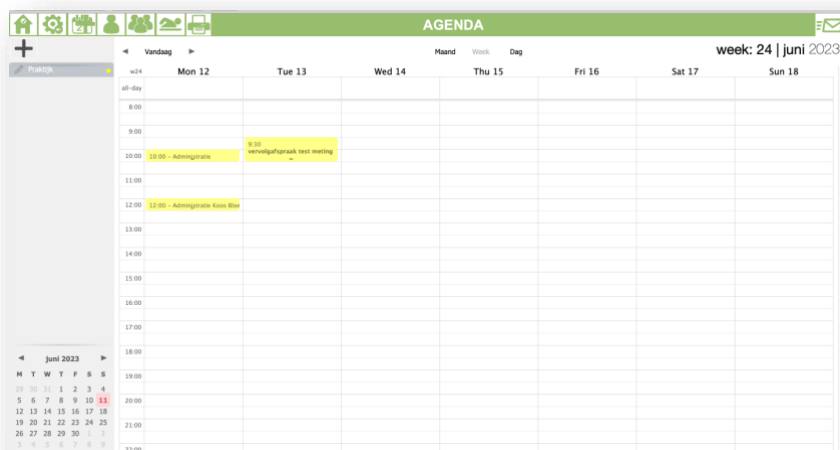 AGENDA
Vandaag
Maand Week Dag
week: 24 | juni 2023
Praktijk
w24 Mon 12 Tue 13 Wed 14 Thu 15 Fri 16 Sat 17 Sun 18
all-day
8:00
9:00
9:30
vervolgafspraak test meting
10:00 10:00 - Administratie
11:00
12:00 12:00 - Administratie Koos Bloe
13:00
14:00
15:00
16:00
17:00
18:00
19:00
20:00
21:00
22:00
juni 2023
M T W T F S S
29 30 31 1 2 3 4
5 6 7 8 9 10 11
12 13 14 15 16 17 18
19 20 21 22 23 24 25
26 27 28 29 30 1 2
3 4 5 6 7 8 9